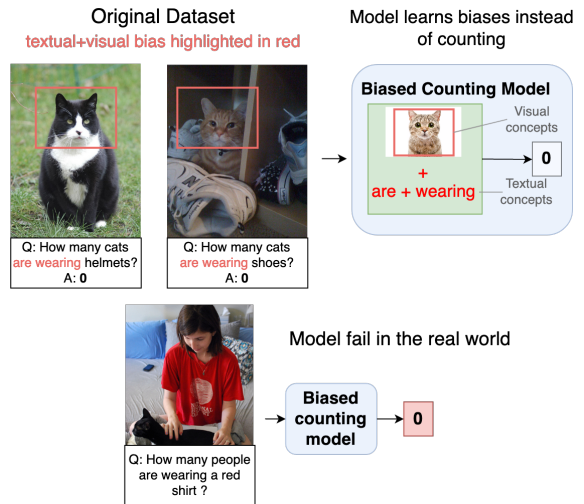 Original Dataset
textual+visual bias highlighted in red
Q: How many cats
are wearing helmets?
A: 0
Q: How many cats
are wearing shoes?
A: 0
Model learns biases instead
of counting
Biased Counting Model
Visual
concepts
+
are + wearing
Textual
concepts
0
Model fail in the real world
Q: How many people
are wearing a red
shirt ?
Biased
counting
model
0